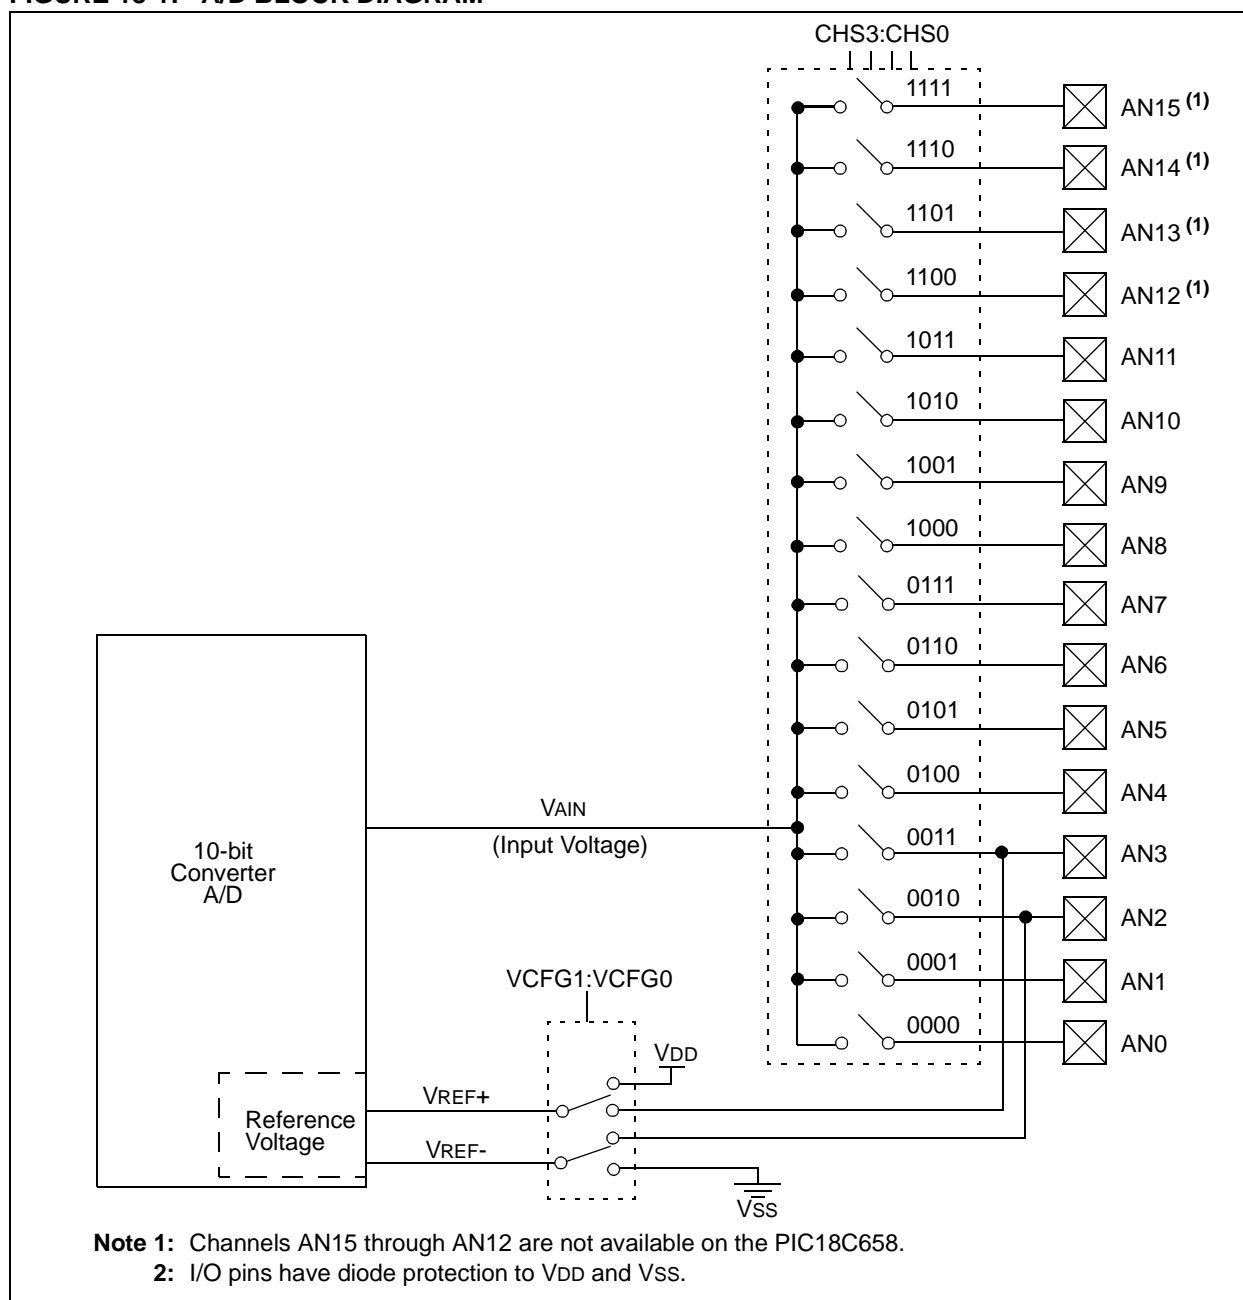 CHS3:CHS0
1111 AN15 (1)
1110 AN14 (1)
1101 AN13 (1)
1100 AN12 (1)
1011 AN11
1010 AN10
1001 AN9
1000 AN8
0111 AN7
0110 AN6
0101 AN5
0100 AN4
VAIN
(Input Voltage)
10-bit
Converter
A/D
0011 AN3
0010 AN2
0001 AN1
0000 AN0
VCFG1:VCFG0
VDD
VREF+
Reference
Voltage
VREF-
VSS
Note 1: Channels AN15 through AN12 are not available on the PIC18C658.
2: I/O pins have diode protection to VDD and VSS.